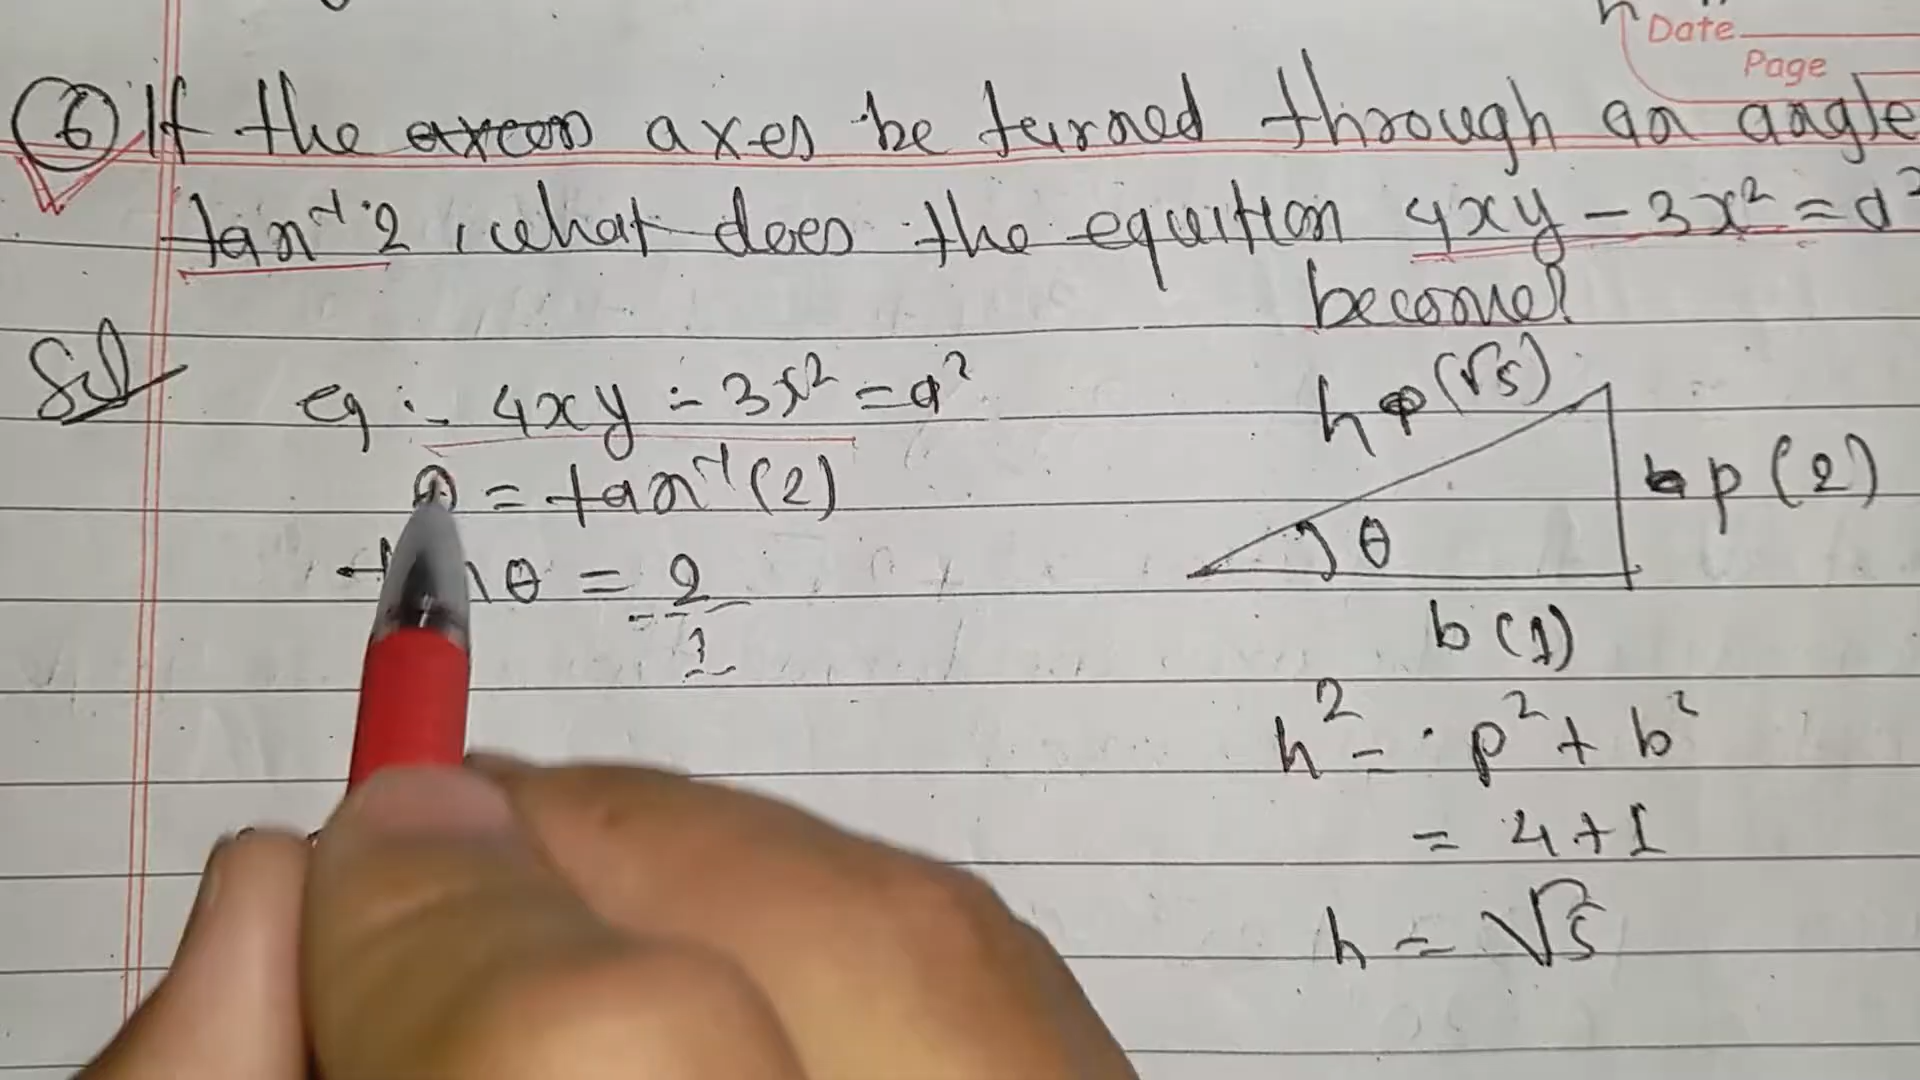 Date
Page
6 If the axes be turned through an angle
tan⁻¹ 2, what does the equation 4xy - 3x² = a²
become?
Sol
eq :- 4xy - 3x² = a²
θ = tan⁻¹(2)
θ = 2
1
h (√5)
p (2)
θ
b (1)
h² = p² + b²
= 4 + 1
h = √5